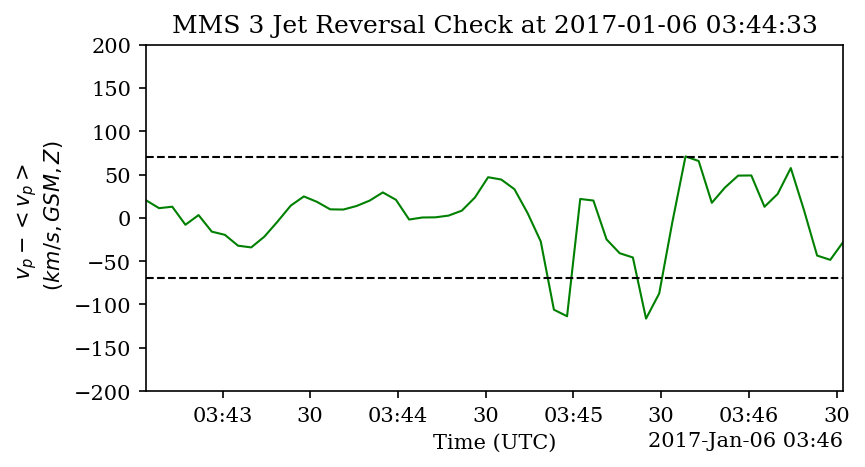 MMS 3 Jet Reversal Check at 2017-01-06 03:44:33
200
150
100
50
0
−50
−100
−150
−200
v_p − < v_p >
(km/s, GSM, Z)
03:43 30 03:44 30 03:45 30 03:46 30
Time (UTC) 2017-Jan-06 03:46